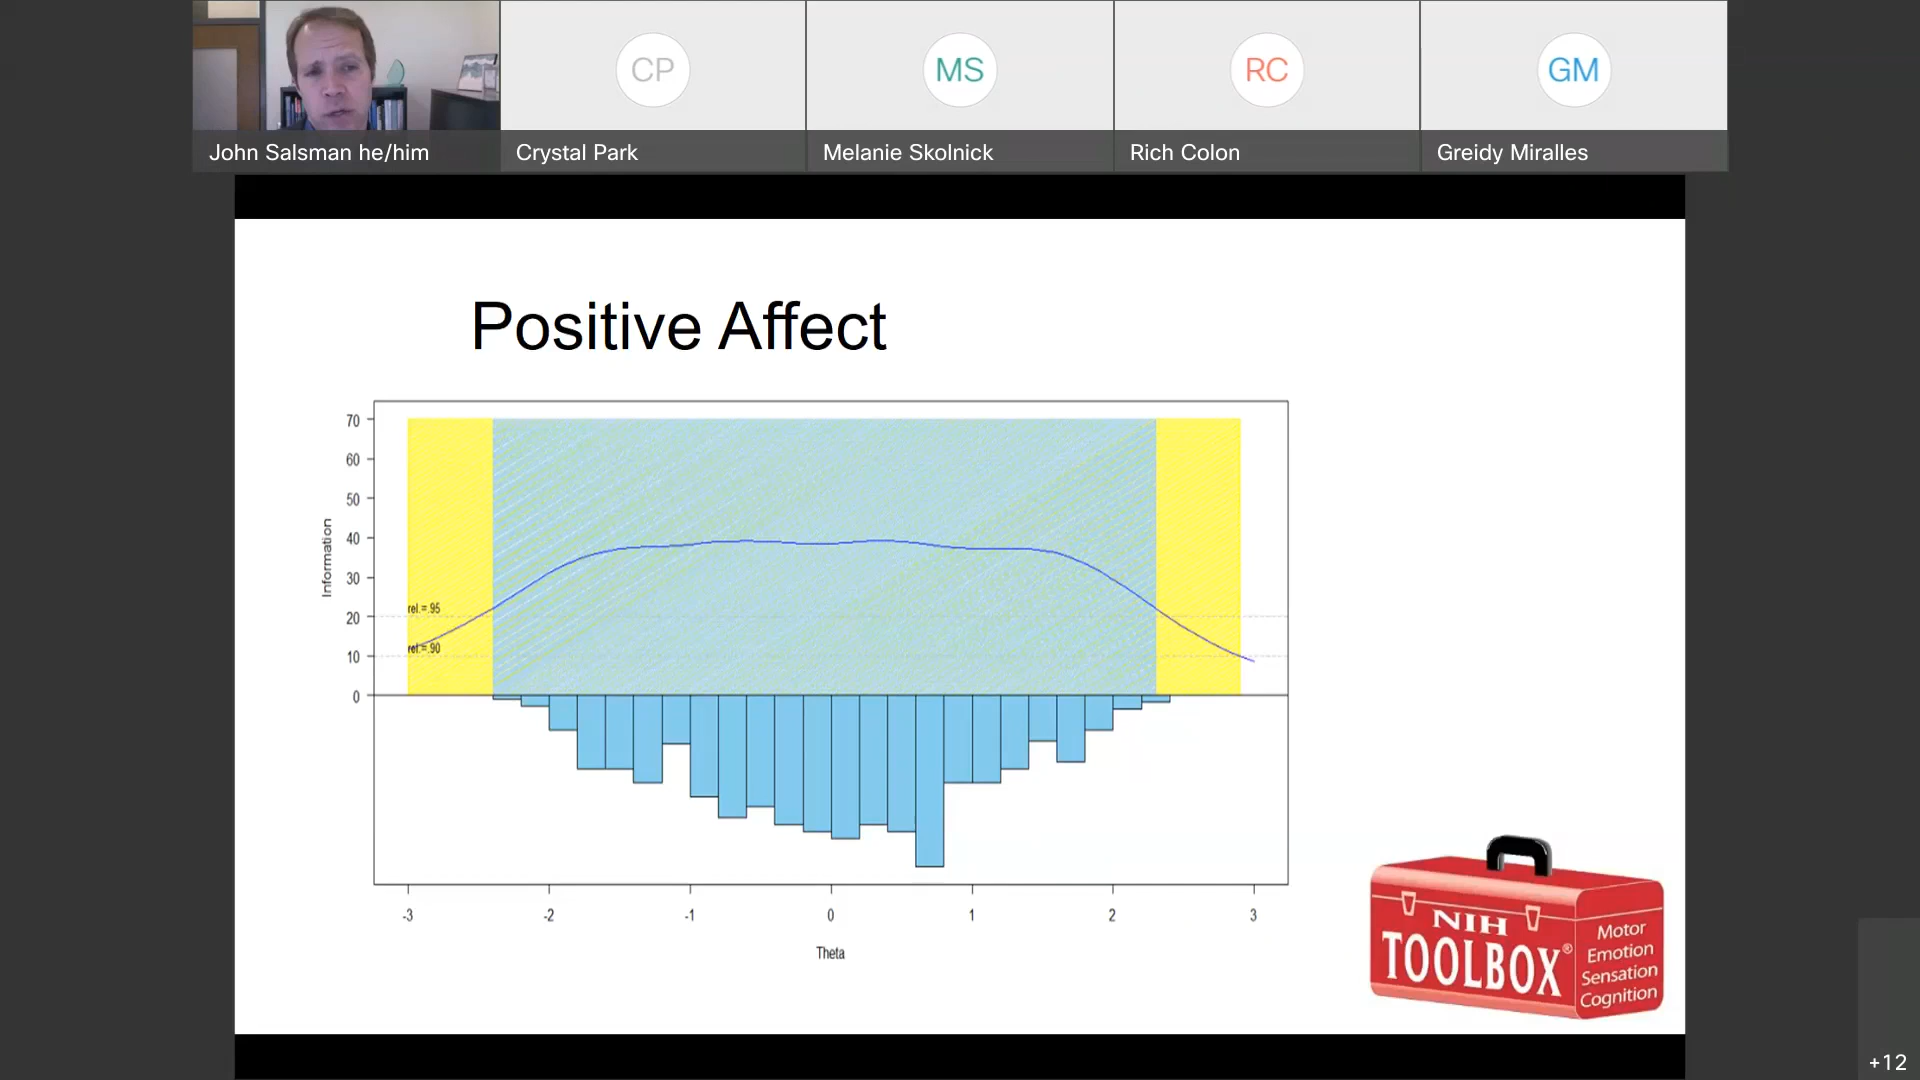 CP
MS
RC
GM
John Salsman he/him
Crystal Park
Melanie Skolnick
Rich Colon
Greidy Miralles
Positive Affect
70
60
50
40
30
20
10
0
Information
rel.=.95
rel.=.90
-3
-2
-1
0
1
2
3
Theta
NIH
TOOLBOX®
Motor
Emotion
Sensation
Cognition
+12